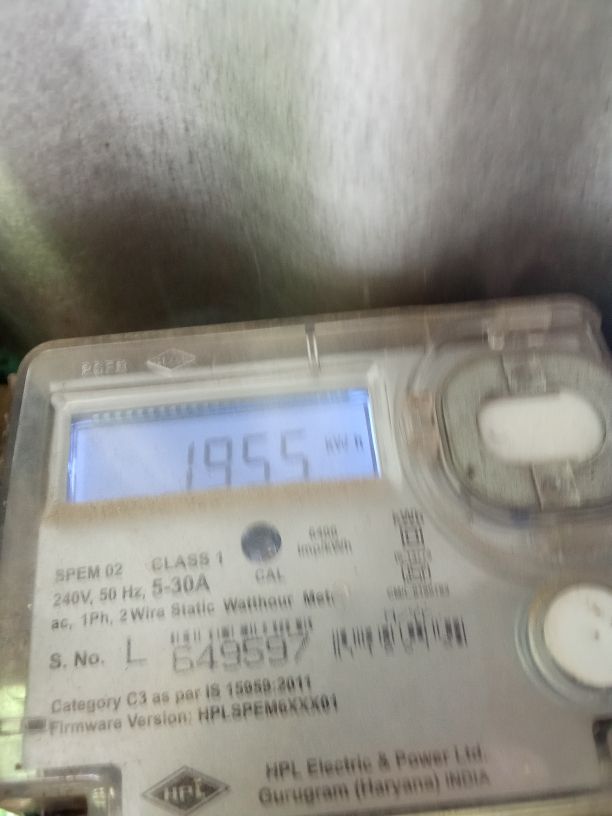 1955 kWh
6400
imp/kWh
kWh
SPEM 02 CLASS 1
CAL
240V, 50 Hz, 5-30A
ac, 1Ph, 2 Wire Static Watthour
S. No. L 649597
Category C3 as per IS 15959:2011
Firmware Version: HPLSPEM6XXX01
HPL
HPL Electric & Power Ltd.
Gurugram (Haryana) INDIA